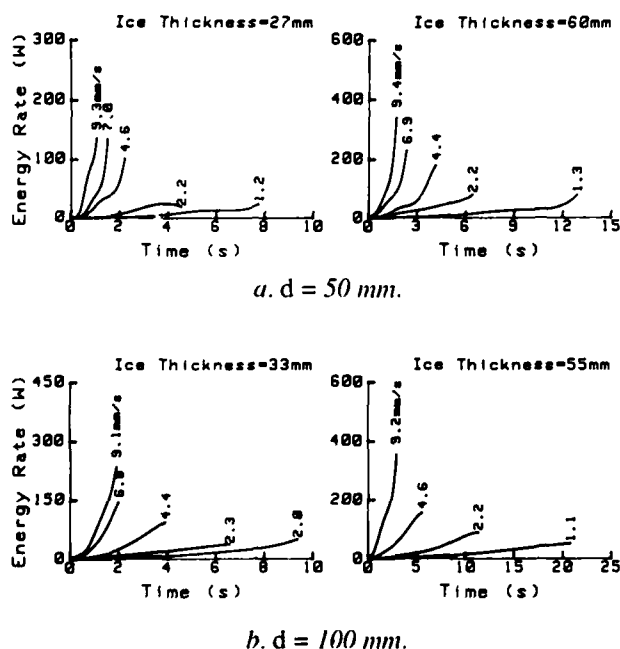 Ice Thickness=27mm
Energy Rate (W)
300
200
100
0
9.3mm/s
7.0
4.6
2.2
1.2
0 2 4 6 8 10
Time (s)
Ice Thickness=60mm
600
400
200
0
9.4mm/s
6.9
4.4
2.2
1.3
0 3 6 9 12 15
Time (s)
a. d = 50 mm.
Ice Thickness=33mm
Energy Rate (W)
450
300
150
0
9.1mm/s
4.4
2.3
2.0
0 2 4 6 8 10
Time (s)
Ice Thickness=55mm
600
400
200
0
9.2mm/s
4.6
2.2
1.1
0 5 10 15 20 25
Time (s)
b. d = 100 mm.